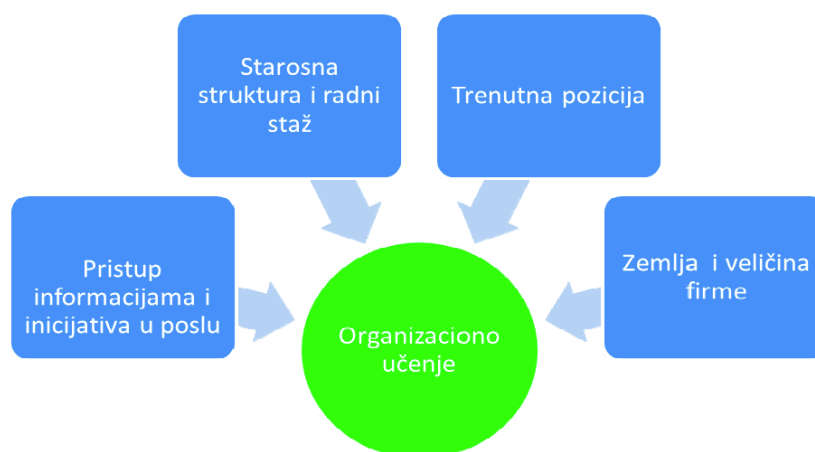 Starosna
struktura i radni
staž
Trenutna pozicija
Pristup
informacijama i
inicijativa u poslu
Zemlja i veličina
firme
Organizaciono
učenje